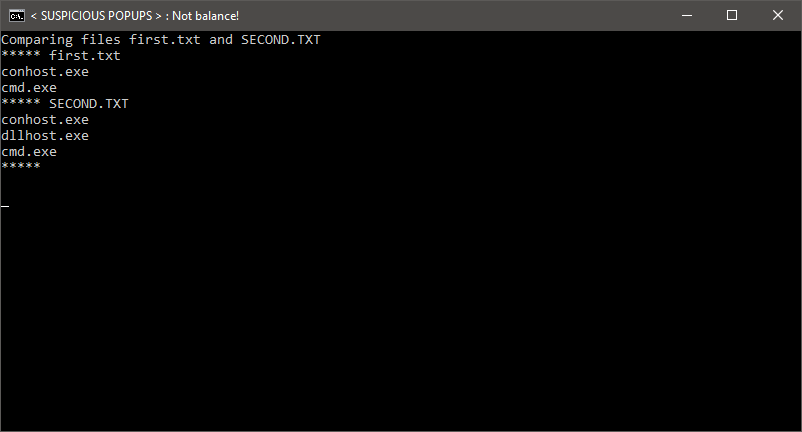 < SUSPICIOUS POPUPS > : Not balance!
Comparing files first.txt and SECOND.TXT
***** first.txt
conhost.exe
cmd.exe
***** SECOND.TXT
conhost.exe
dllhost.exe
cmd.exe
*****